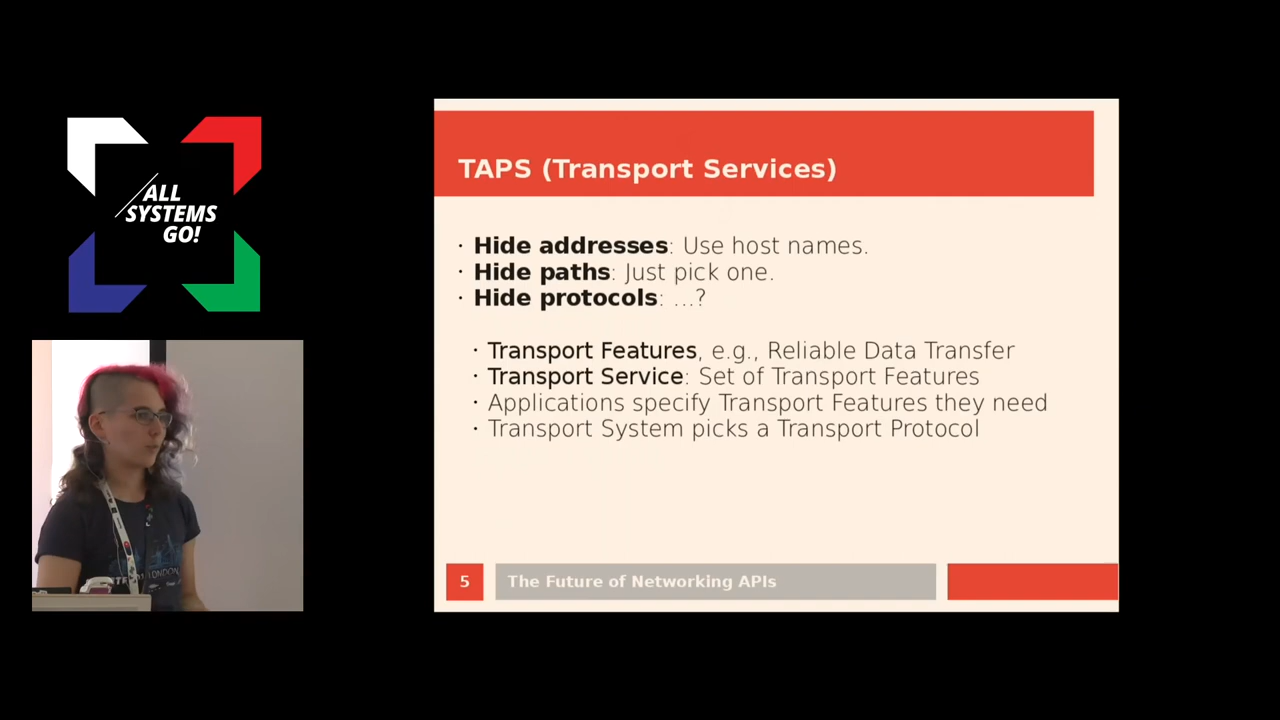 ALL
SYSTEMS
GO!
TAPS (Transport Services)
· Hide addresses: Use host names.
· Hide paths: Just pick one.
· Hide protocols: ...?
· Transport Features, e.g., Reliable Data Transfer
· Transport Service: Set of Transport Features
· Applications specify Transport Features they need
· Transport System picks a Transport Protocol
5
The Future of Networking APIs
LONDON